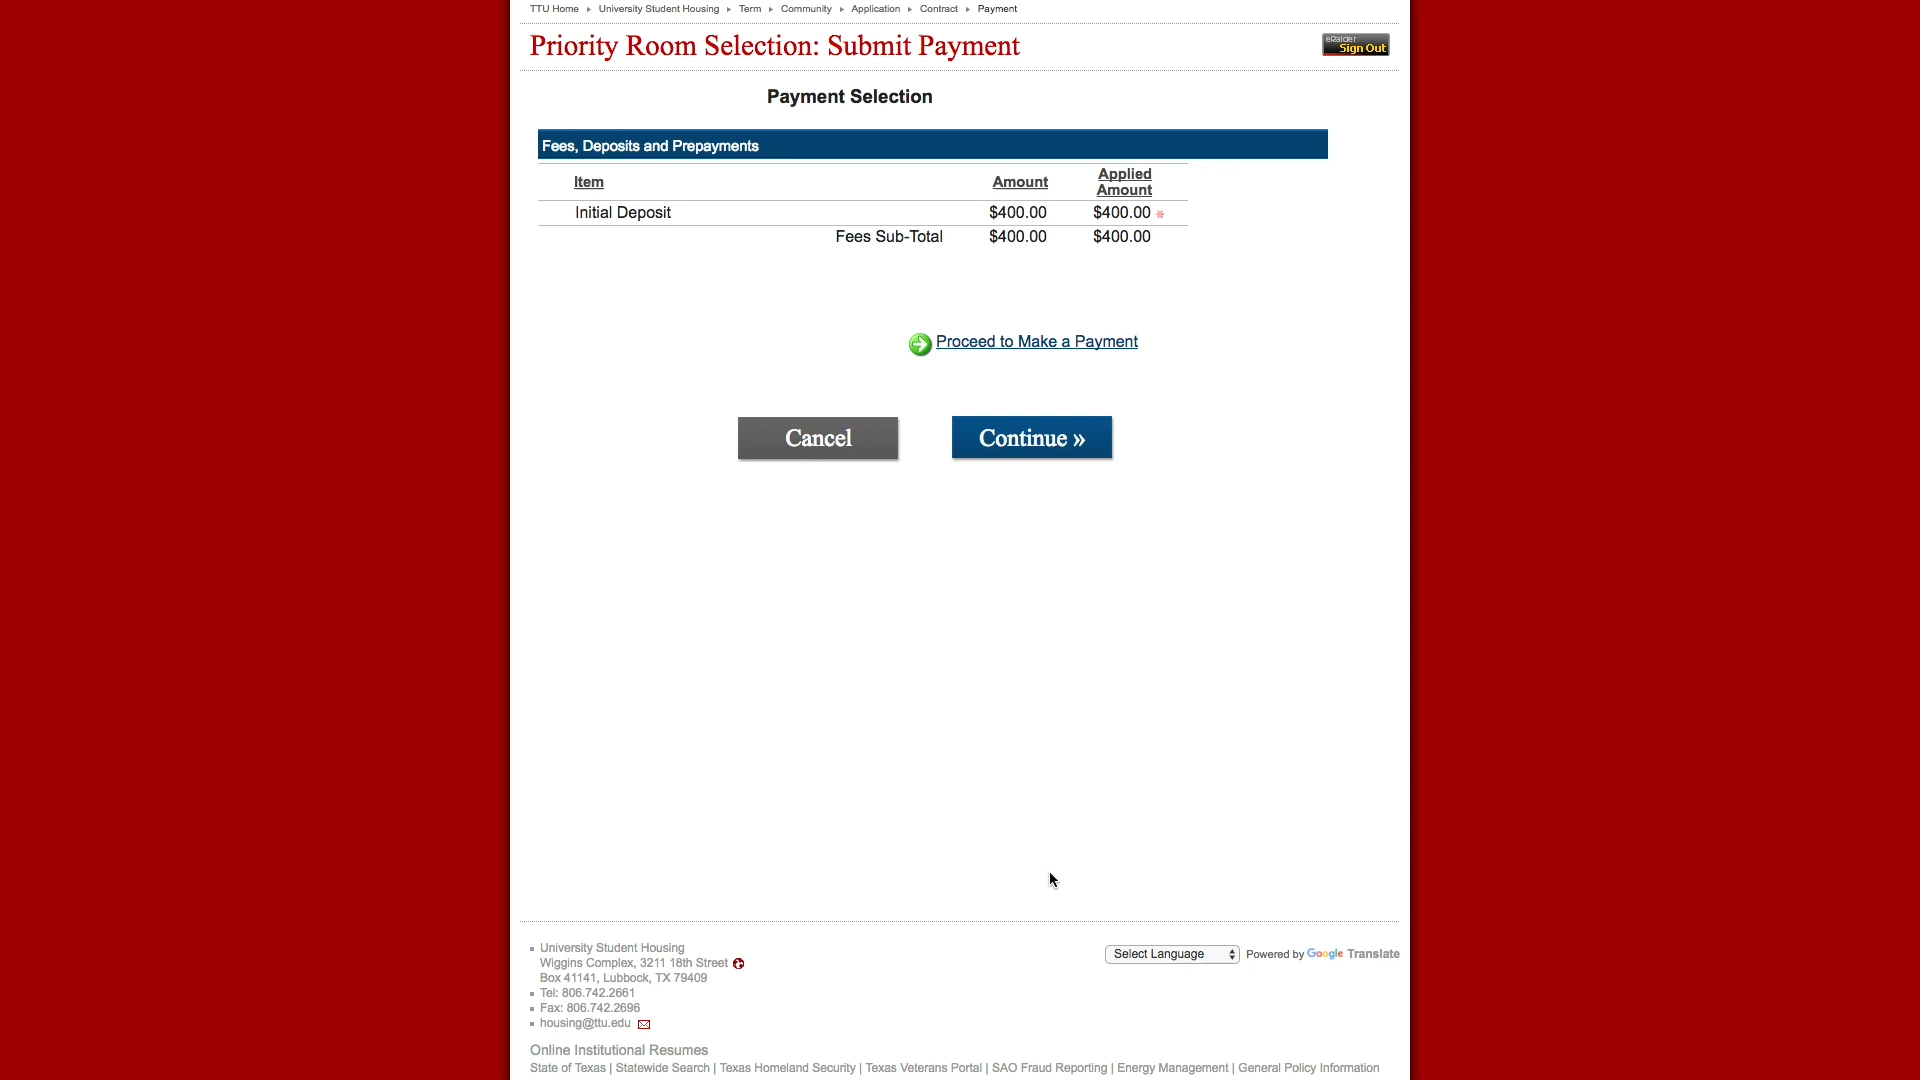 TTU Home ▸ University Student Housing ▸ Term ▸ Community ▸ Application ▸ Contract ▸ Payment
Priority Room Selection: Submit Payment
eRaider
Sign Out
Payment Selection
Fees, Deposits and Prepayments
Item Amount Applied Amount
Initial Deposit $400.00 $400.00 *
Fees Sub-Total $400.00 $400.00
Proceed to Make a Payment
Cancel Continue »
University Student Housing
Wiggins Complex, 3211 18th Street
Box 41141, Lubbock, TX 79409
Tel: 806.742.2661
Fax: 806.742.2696
housing@ttu.edu
Select Language Powered by Google Translate
Online Institutional Resumes
State of Texas | Statewide Search | Texas Homeland Security | Texas Veterans Portal | SAO Fraud Reporting | Energy Management | General Policy Information